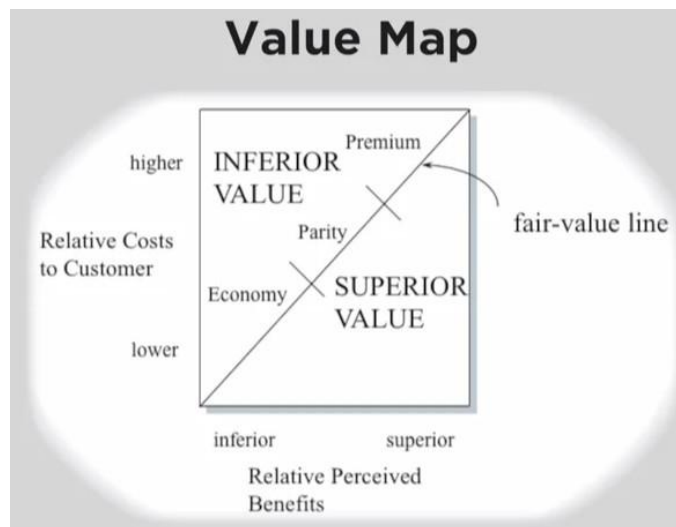 Value Map
Premium
higher
INFERIOR
VALUE
fair-value line
Parity
Relative Costs
to Customer
Economy
SUPERIOR
VALUE
lower
inferior
superior
Relative Perceived
Benefits